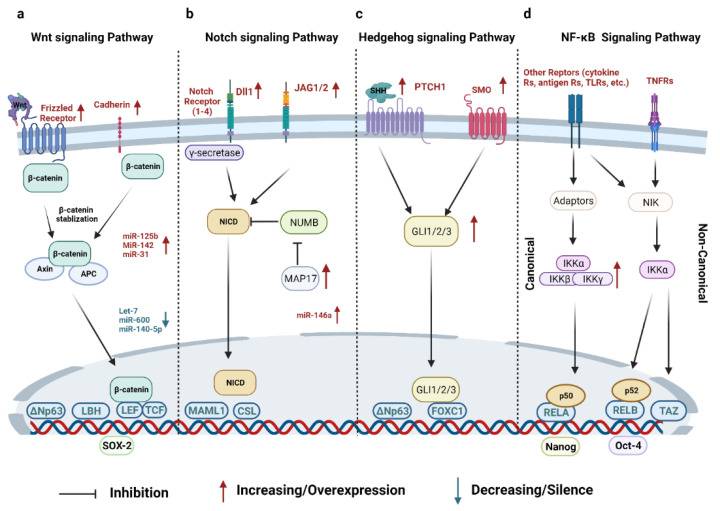 a
Wnt signaling Pathway
Wnt
Frizzled
Receptor
Cadherin
β-catenin
β-catenin
β-catenin
stablization
β-catenin
Axin
APC
miR-125b
Mir-142
miR-31
Let-7
miR-600
miR-140-5p
β-catenin
ΔNp63
LBH
LEF
TCF
SOX-2
b
Notch signaling Pathway
Notch
Receptor
(1-4)
Dll1
JAG1/2
γ-secretase
NICD
NUMB
MAP17
miR-146a
NICD
MAML1
CSL
c
Hedgehog signaling Pathway
SHH
PTCH1
SMO
GLI1/2/3
GLI1/2/3
ΔNp63
FOXC1
d
NF-κB Signaling Pathway
Other Reptors (cytokine
Rs, antigen Rs, TLRs, etc.)
TNFRs
Adaptors
NIK
Canonical
IKKα
IKKβ
IKKγ
IKKα
Non-Canonical
p50
RELA
Nanog
p52
RELB
Oct-4
TAZ
Inhibition
Increasing/Overexpression
Decreasing/Silence